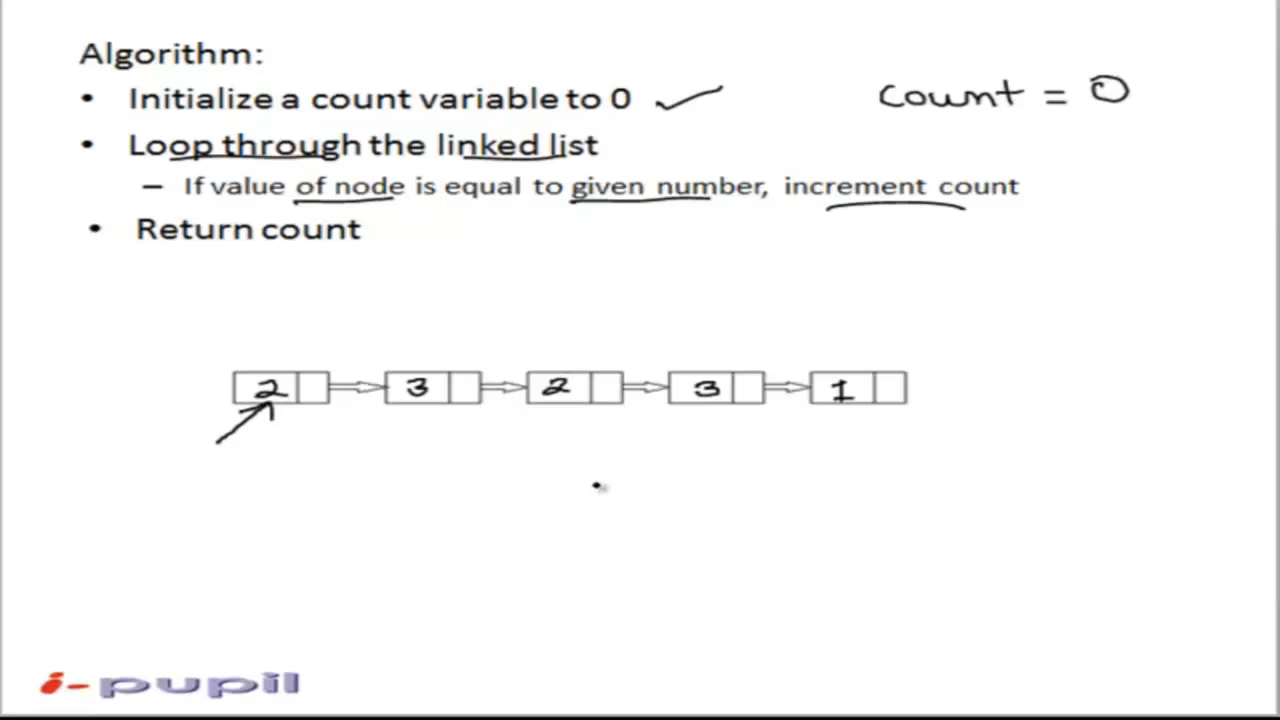 Algorithm:
• Initialize a count variable to 0
count = 0
• Loop through the linked list
– If value of node is equal to given number, increment count
• Return count
2 3 2 3 1
i-pupil